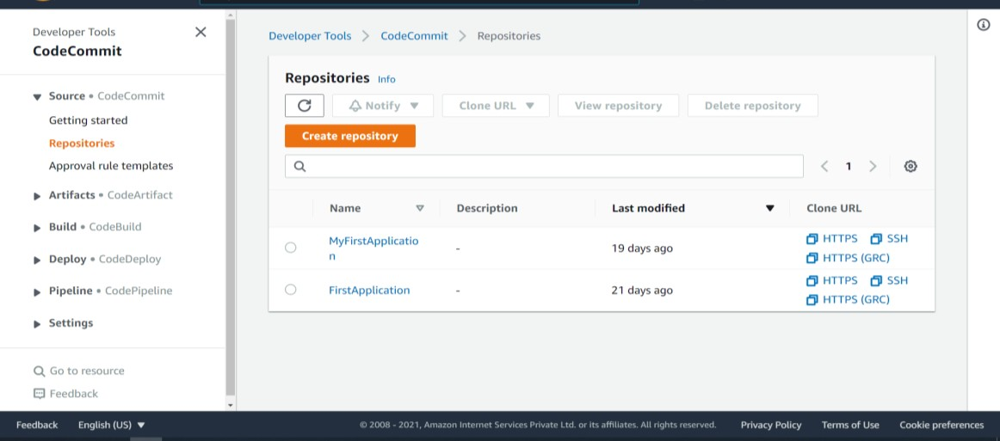 Developer Tools
CodeCommit
Source • CodeCommit
Getting started
Repositories
Approval rule templates
Artifacts • CodeArtifact
Build • CodeBuild
Deploy • CodeDeploy
Pipeline • CodePipeline
Settings
Go to resource
Feedback
Developer Tools > CodeCommit > Repositories
Repositories Info
Notify Clone URL View repository Delete repository
Create repository
1
Name Description Last modified Clone URL
MyFirstApplicatio
n
- 19 days ago
HTTPS SSH
HTTPS (GRC)
FirstApplication - 21 days ago
HTTPS SSH
HTTPS (GRC)
Feedback English (US) © 2008 - 2021, Amazon Internet Services Private Ltd. or its affiliates. All rights reserved. Privacy Policy Terms of Use Cookie preferences